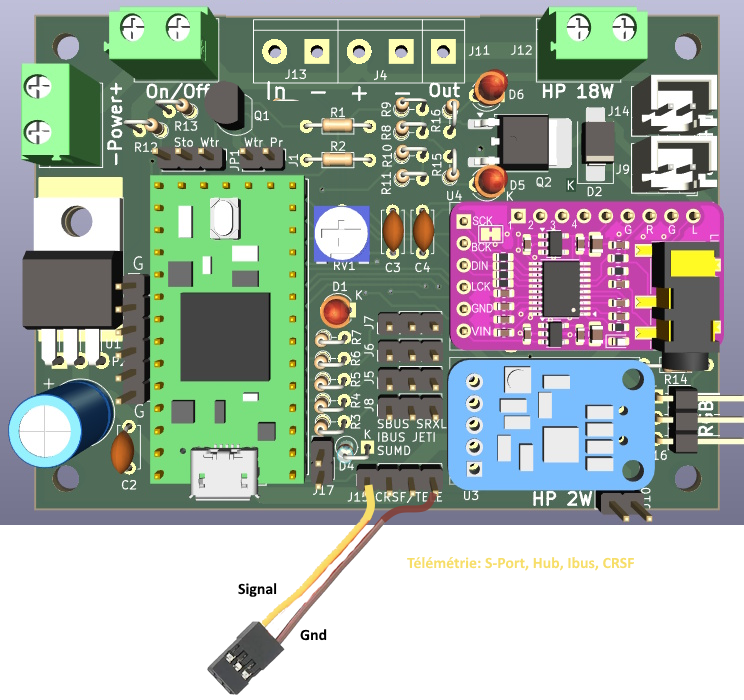 J12
J13
J4
J11
On/Off
In
−
+
−
Out
HP 18W
−Power+
R13
R12
Q1
Sto
Wtr
JP1
Wtr Pr
J1
R1
R2
R9
R8
R10
R11
R16
R15
D6
D5
K
Q2
D2
K
J14
J9
U4
SCK
BCK
DIN
LCK
GND
VIN
2
3
4
G
R
G
L
RV1
C3
C4
D1
K
G
G
J7
J6
J5
J8
R7
R6
R5
R4
R3
SBUS SRXL
IBUS JETI
SUMD
K
D4
J17
J15
CRSF/TELE
+
C2
U3
HP 2W
R14
RGB
16
Télémétrie: S-Port, Hub, Ibus, CRSF
Signal
Gnd